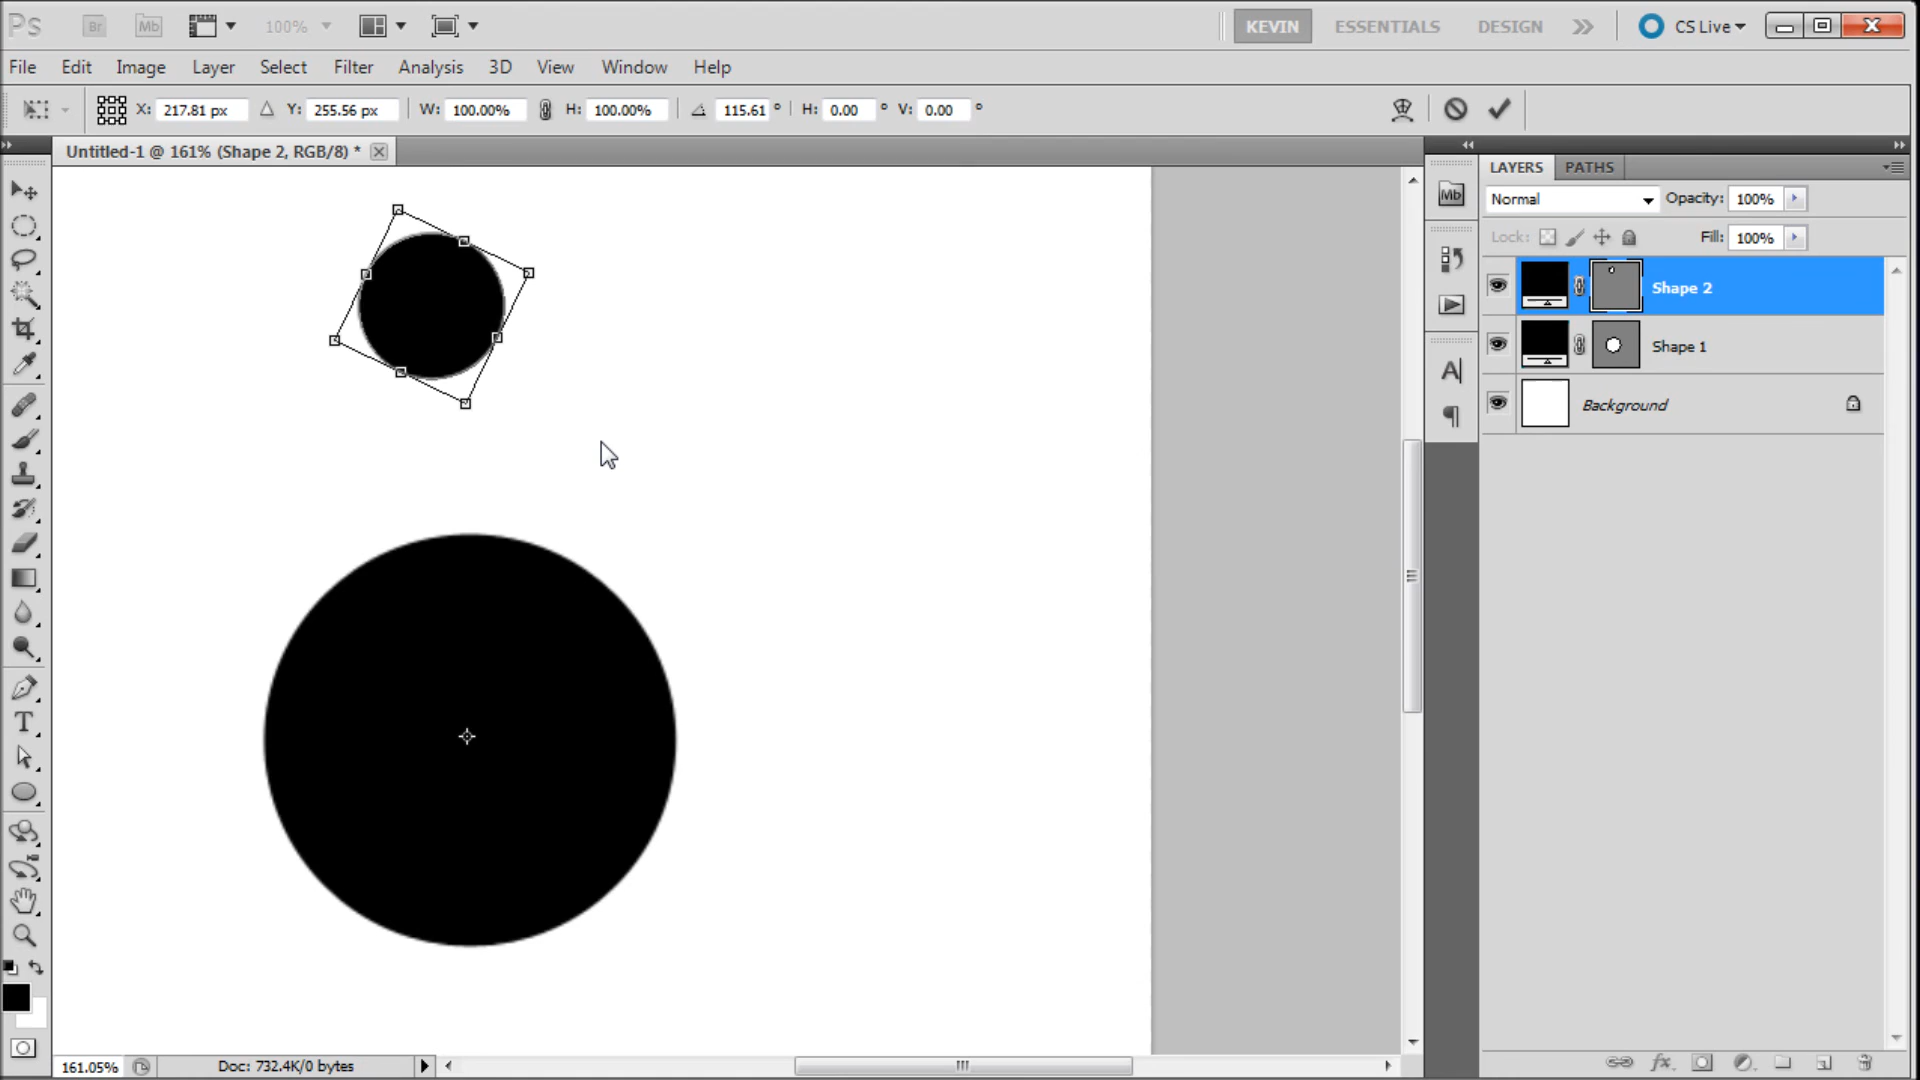 Ps Br Mb 100% KEVIN ESSENTIALS DESIGN CS Live
File Edit Image Layer Select Filter Analysis 3D View Window Help
X: 217.81 px Y: 255.56 px W: 100.00% H: 100.00% 115.61 ° H: 0.00 ° V: 0.00 °
Untitled-1 @ 161% (Shape 2, RGB/8) *
LAYERS PATHS
Normal Opacity: 100%
Lock: Fill: 100%
Mb
Shape 2
Shape 1
Background
A
T
161.05% Doc: 732.4K/0 bytes
fx